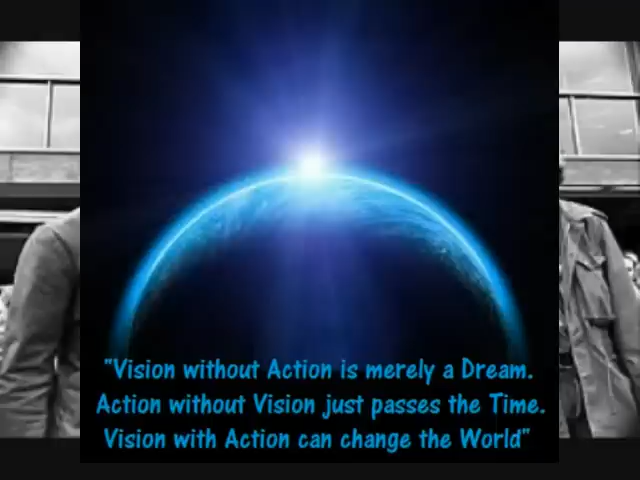 "Vision without Action is merely a Dream.
Action without Vision just passes the Time.
Vision with Action can change the World"